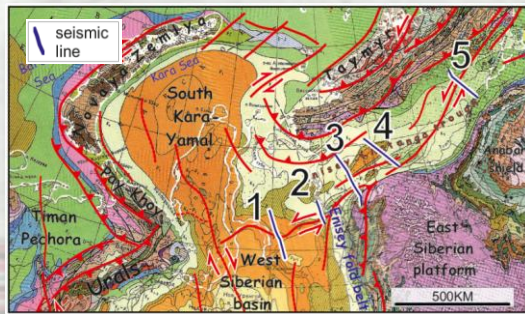 seismic
line
Novaya Zemlya
Kara Sea
Taymyr
South
Kara-
Yamal
5
4
3
2
1
Pay Khoy
Timan
Pechora
Urals
West
Siberian
basin
Enisey fold belt
East
Siberian
platform
Anabar
shield
500KM